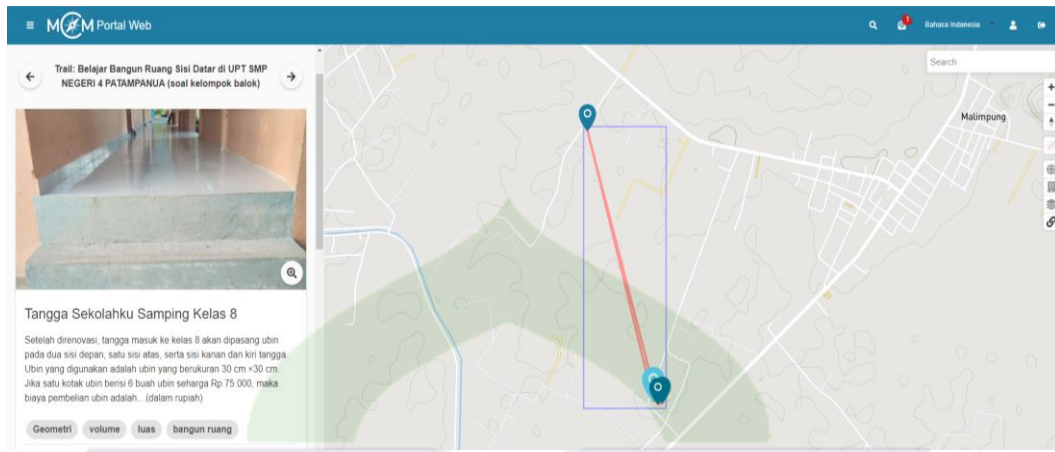 MCM Portal Web
1
Bahasa Indonesia
Trail: Belajar Bangun Ruang Sisi Datar di UPT SMP
NEGERI 4 PATAMPANUA (soal kelompok balok)
Search
Malimpung
Tangga Sekolahku Samping Kelas 8
Setelah direnovasi, tangga masuk ke kelas 8 akan dipasang ubin
pada dua sisi depan, satu sisi atas, serta sisi kanan dan kiri tangga.
Ubin yang digunakan adalah ubin yang berukuran 30 cm ×30 cm.
Jika satu kotak ubin berisi 6 buah ubin seharga Rp.75 000, maka
biaya pembelian ubin adalah...(dalam rupiah)
Geometri volume luas bangun ruang